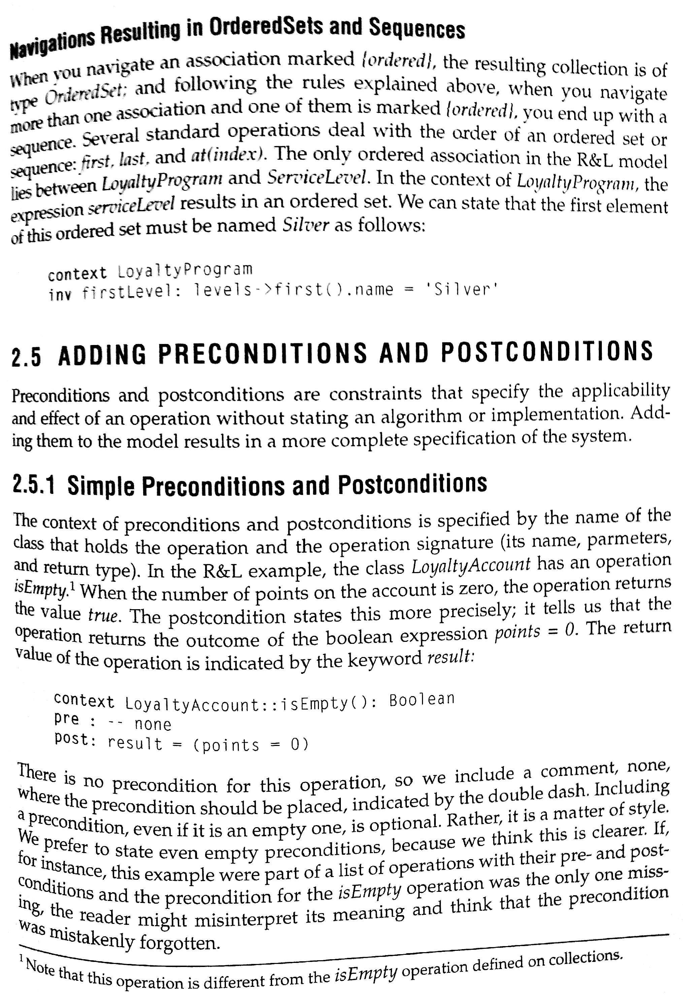 Navigations Resulting in OrderedSets and Sequences
When you navigate an association marked {ordered}, the resulting collection is of
type OrderedSet; and following the rules explained above, when you navigate
more than one association and one of them is marked {ordered}, you end up with a
sequence. Several standard operations deal with the order of an ordered set or
sequence: first, last, and at(index). The only ordered association in the R&L model
lies between LoyaltyProgram and ServiceLevel. In the context of LoyaltyProgram, the
expression serviceLevel results in an ordered set. We can state that the first element
of this ordered set must be named Silver as follows:
context LoyaltyProgram
inv firstLevel: levels->first().name = 'Silver'
2.5 ADDING PRECONDITIONS AND POSTCONDITIONS
Preconditions and postconditions are constraints that specify the applicability
and effect of an operation without stating an algorithm or implementation. Add-
ing them to the model results in a more complete specification of the system.
2.5.1 Simple Preconditions and Postconditions
The context of preconditions and postconditions is specified by the name of the
class that holds the operation and the operation signature (its name, parmeters,
and return type). In the R&L example, the class LoyaltyAccount has an operation
isEmpty.¹ When the number of points on the account is zero, the operation returns
the value true. The postcondition states this more precisely; it tells us that the
operation returns the outcome of the boolean expression points = 0. The return
value of the operation is indicated by the keyword result:
context LoyaltyAccount::isEmpty(): Boolean
pre : -- none
post: result = (points = 0)
There is no precondition for this operation, so we include a comment, none,
where the precondition should be placed, indicated by the double dash. Including
a precondition, even if it is an empty one, is optional. Rather, it is a matter of style.
We prefer to state even empty preconditions, because we think this is clearer. If,
for instance, this example were part of a list of operations with their pre- and post-
conditions and the precondition for the isEmpty operation was the only one miss-
ing, the reader might misinterpret its meaning and think that the precondition
was mistakenly forgotten.
¹ Note that this operation is different from the isEmpty operation defined on collections.